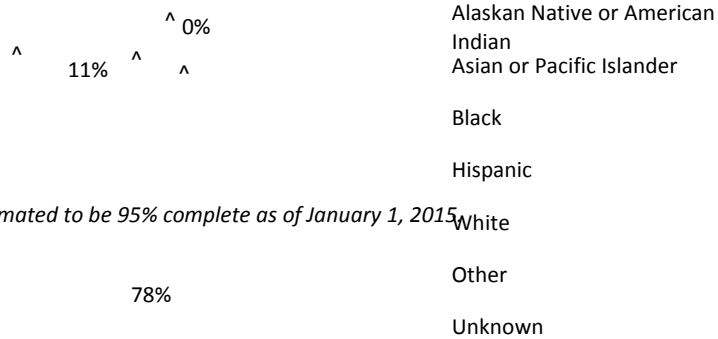 ^ 0%
^ 11% ^ ^
Alaskan Native or American
Indian
Asian or Pacific Islander
Black
Hispanic
mated to be 95% complete as of January 1, 2015.
White
Other
78%
Unknown